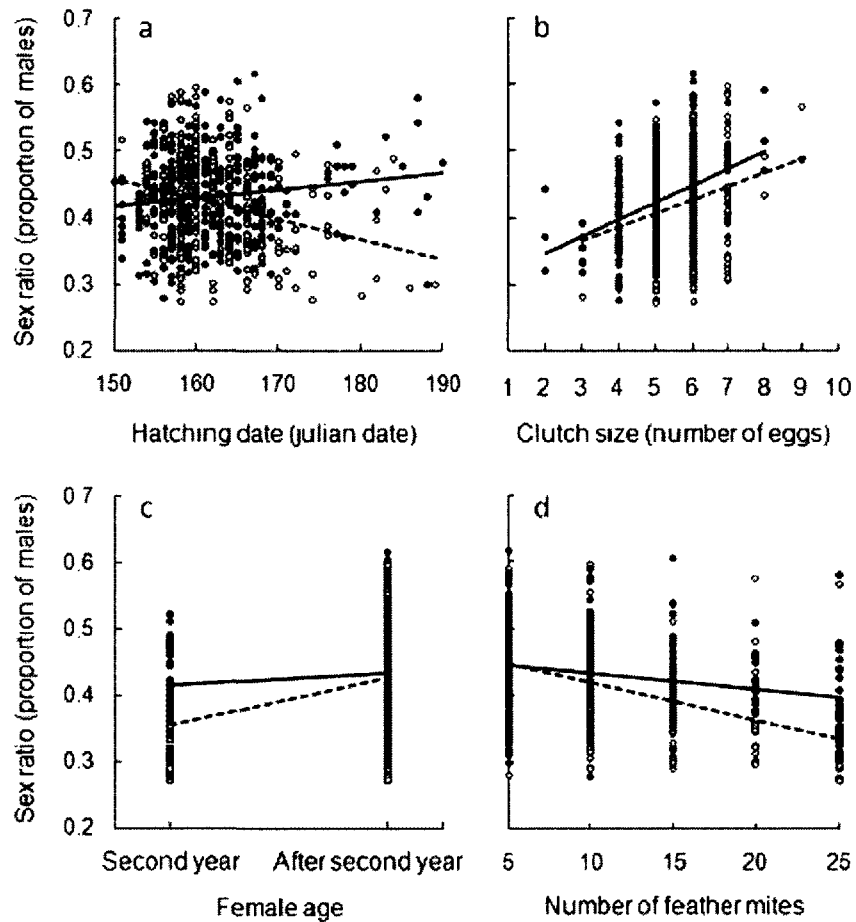 a
b
0.7
0.6
0.5
0.4
0.3
0.2
Sex ratio (proportion of males)
150 160 170 180 190
1 2 3 4 5 6 7 8 9 10
Hatching date (julian date)
Clutch size (number of eggs)
c
d
0.7
0.6
0.5
0.4
0.3
0.2
Sex ratio (proportion of males)
Second year After second year
5 10 15 20 25
Female age
Number of feather mites